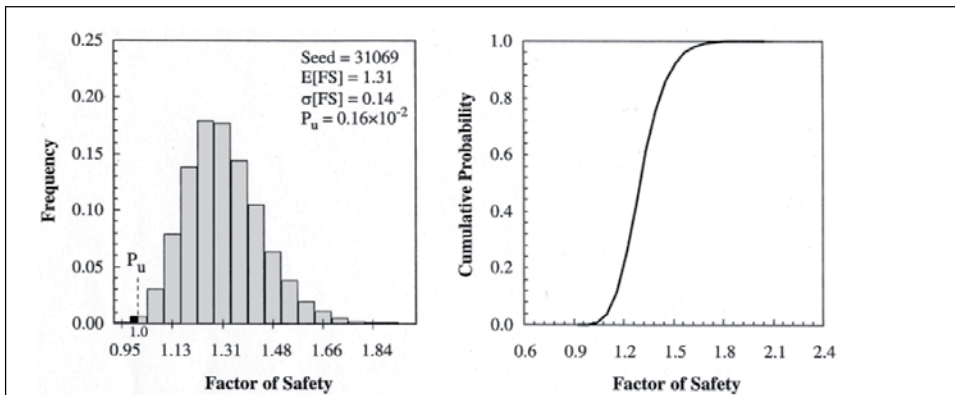 0.25
0.20
0.15
0.10
0.05
0.00
Frequency
Seed = 31069
E[FS] = 1.31
σ[FS] = 0.14
Pu = 0.16×10-2
Pu
1.0
0.95 1.13 1.31 1.48 1.66 1.84
Factor of Safety
1.0
0.8
0.6
0.4
0.2
0.0
Cumulative Probability
0.6 0.9 1.2 1.5 1.8 2.1 2.4
Factor of Safety